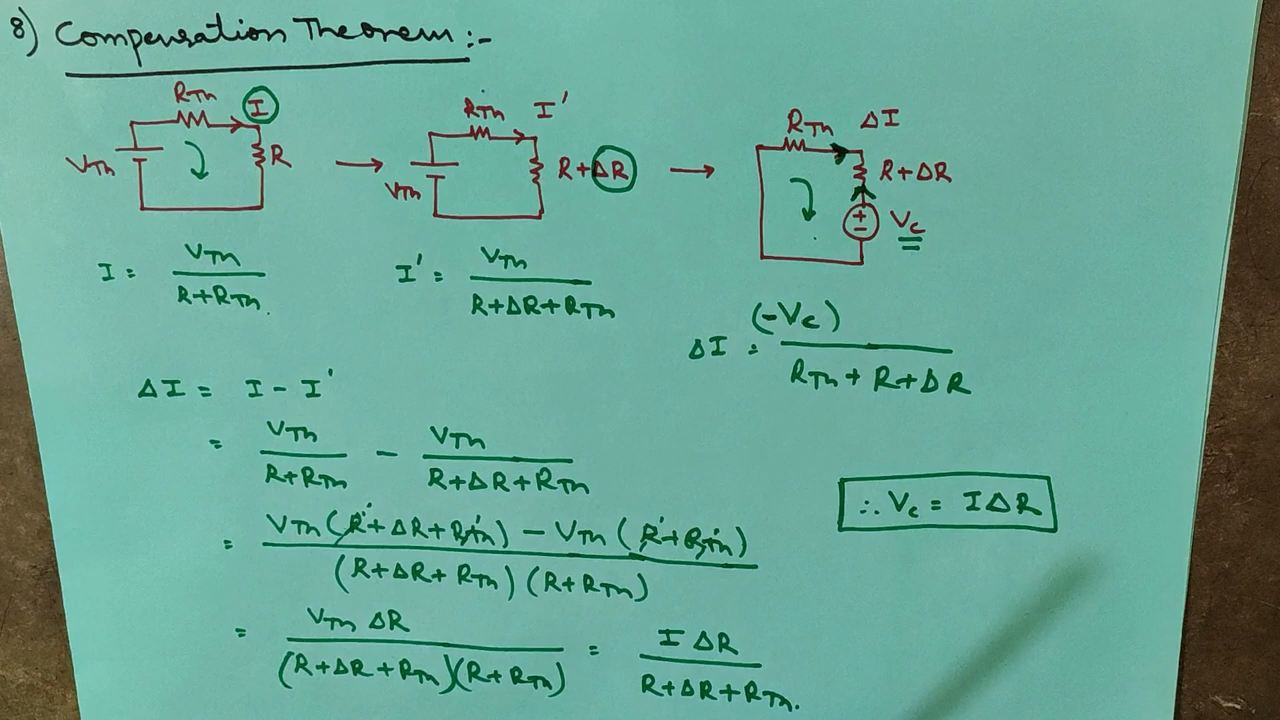 8) Compensation Theorem :-
RTh I
VTh R
RTh I'
VTh R+ΔR
RTh ΔI
R+ΔR
+
-
Vc
I = VTh / R+RTh.
I' = VTh / R+ΔR+RTh
ΔI = (-Vc) / RTh + R+ΔR
ΔI = I - I'
= VTh / R+RTh - VTh / R+ΔR+RTh
= VTh (R+ΔR+RTh) - VTh (R+RTh) / (R+ΔR+RTh) (R+RTh)
= VTh ΔR / (R+ΔR+RTh)(R+RTh) = I ΔR / R+ΔR+RTh.
∴ Vc = IΔR